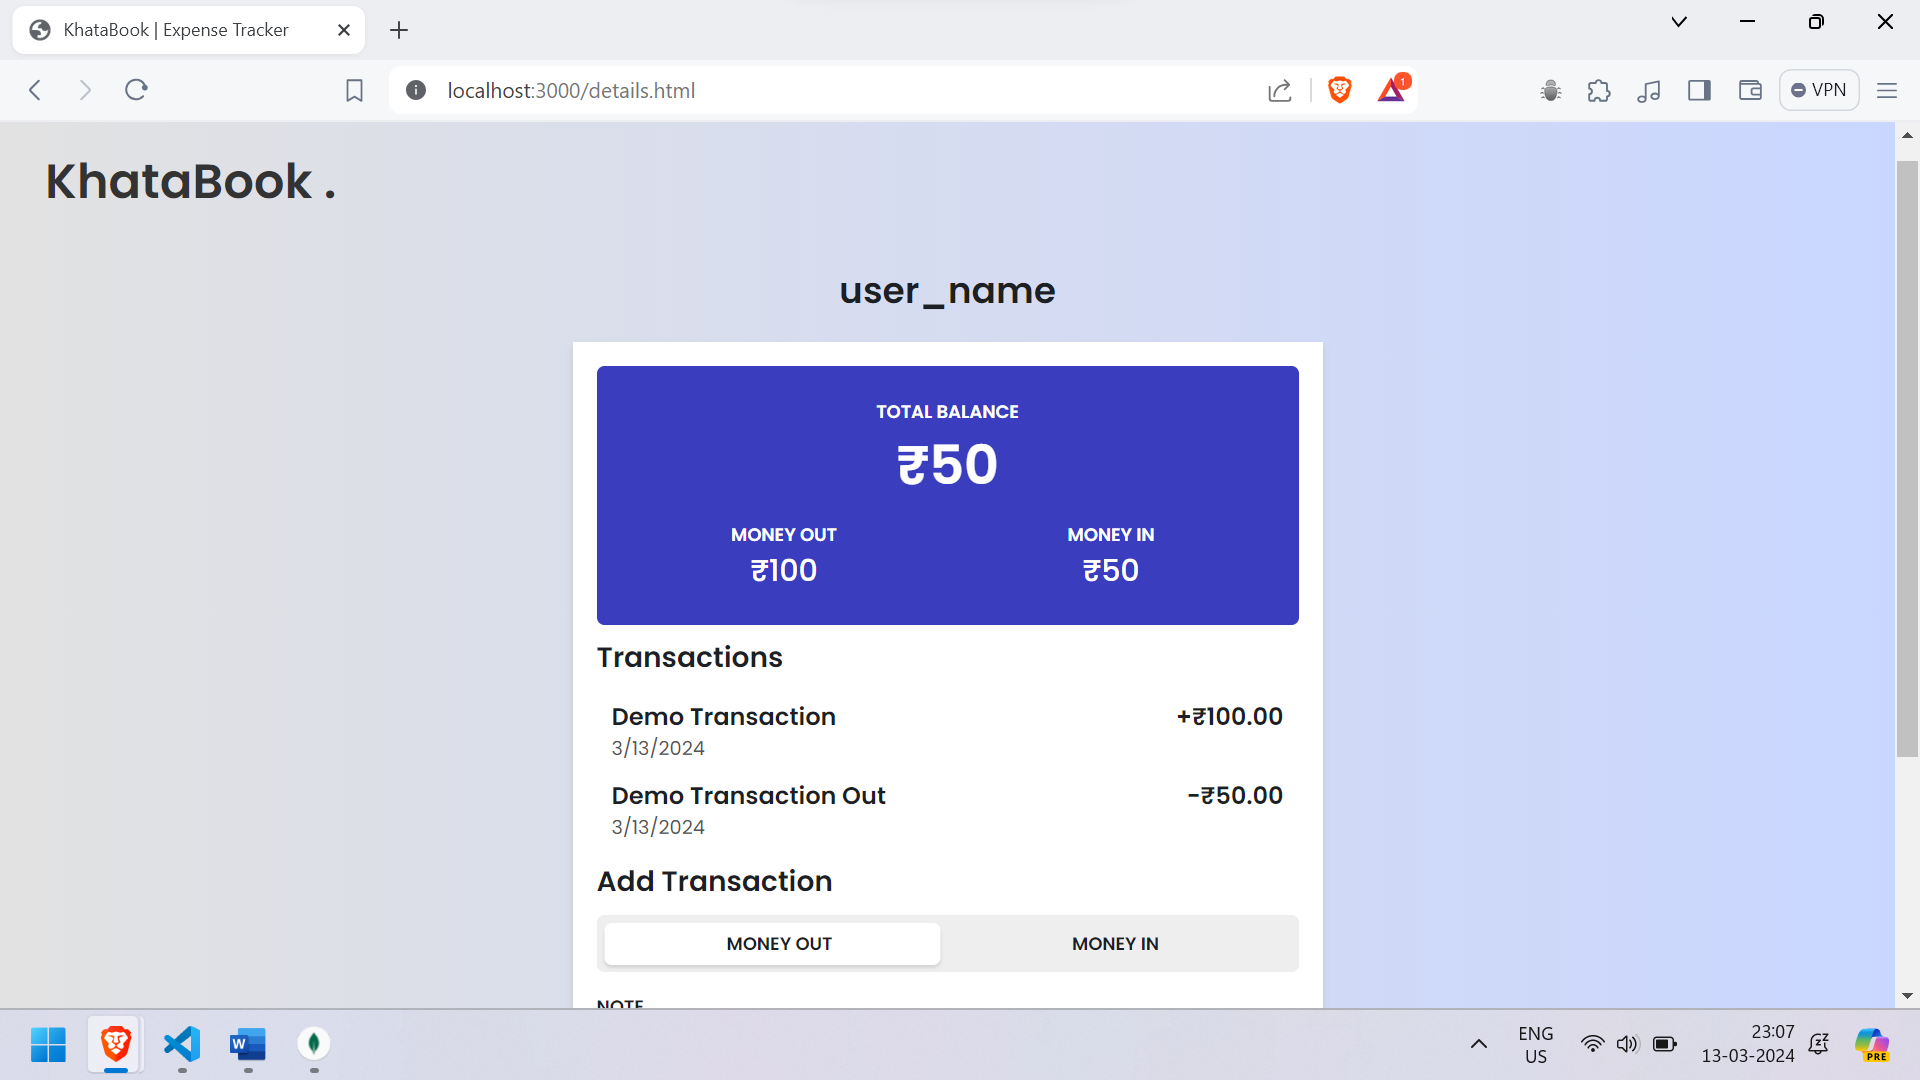 KhataBook | Expense Tracker
localhost:3000/details.html
1
VPN
KhataBook .
user_name
TOTAL BALANCE
₹50
MONEY OUT
MONEY IN
₹100
₹50
Transactions
Demo Transaction
+₹100.00
3/13/2024
Demo Transaction Out
-₹50.00
3/13/2024
Add Transaction
MONEY OUT
MONEY IN
NOTE
W
ENG
US
23:07
13-03-2024
PRE